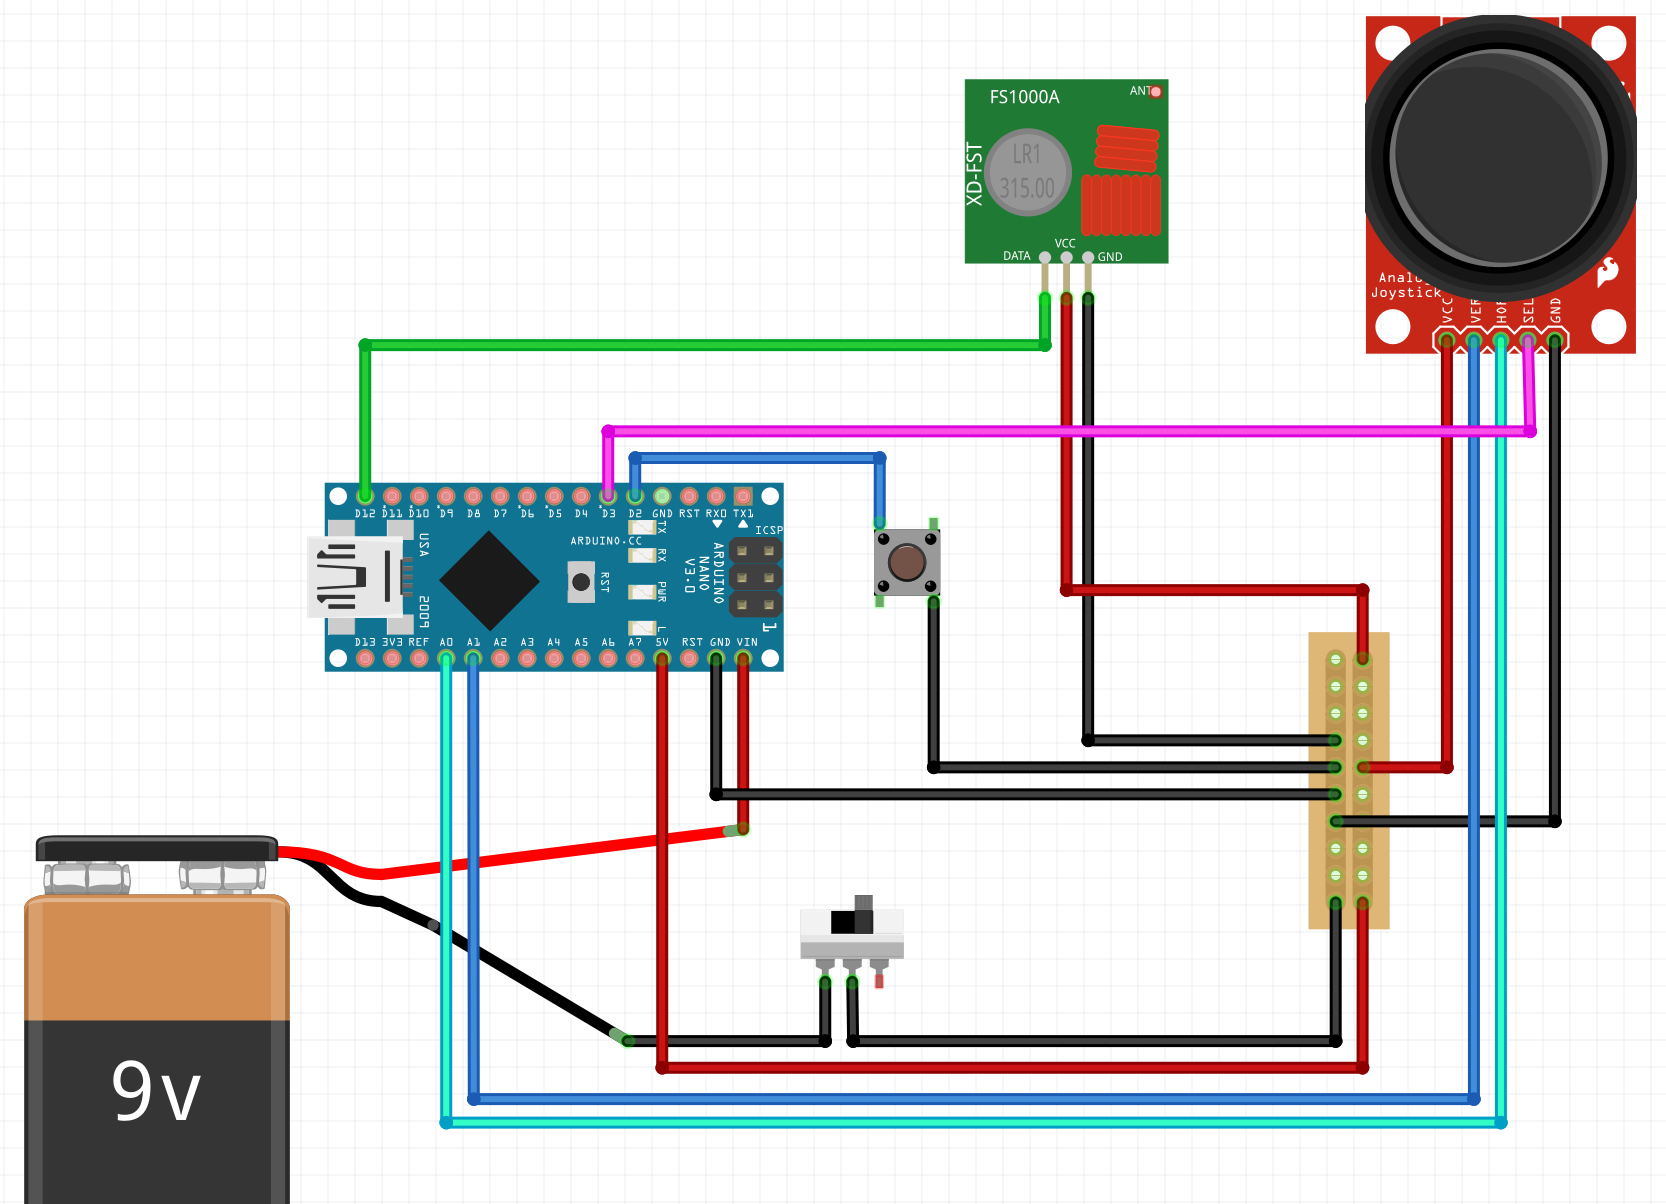 FS1000A
ANT
XD-FST
LR1
315.00
VCC
DATA
GND
Analog
Joystick
VCC
VER
HOR
SEL
GND
D12 D11 D10 D9 D8 D7 D6 D5 D4 D3 D2 GND RST RX0 TX1
TX
RX
PWR
L
ICSP
ARDUINO.CC
USA
2009
RST
ARDUINO
NANO
V3.0
1
D13 3V3 REF A0 A1 A2 A3 A4 A5 A6 A7 5V RST GND VIN
9v